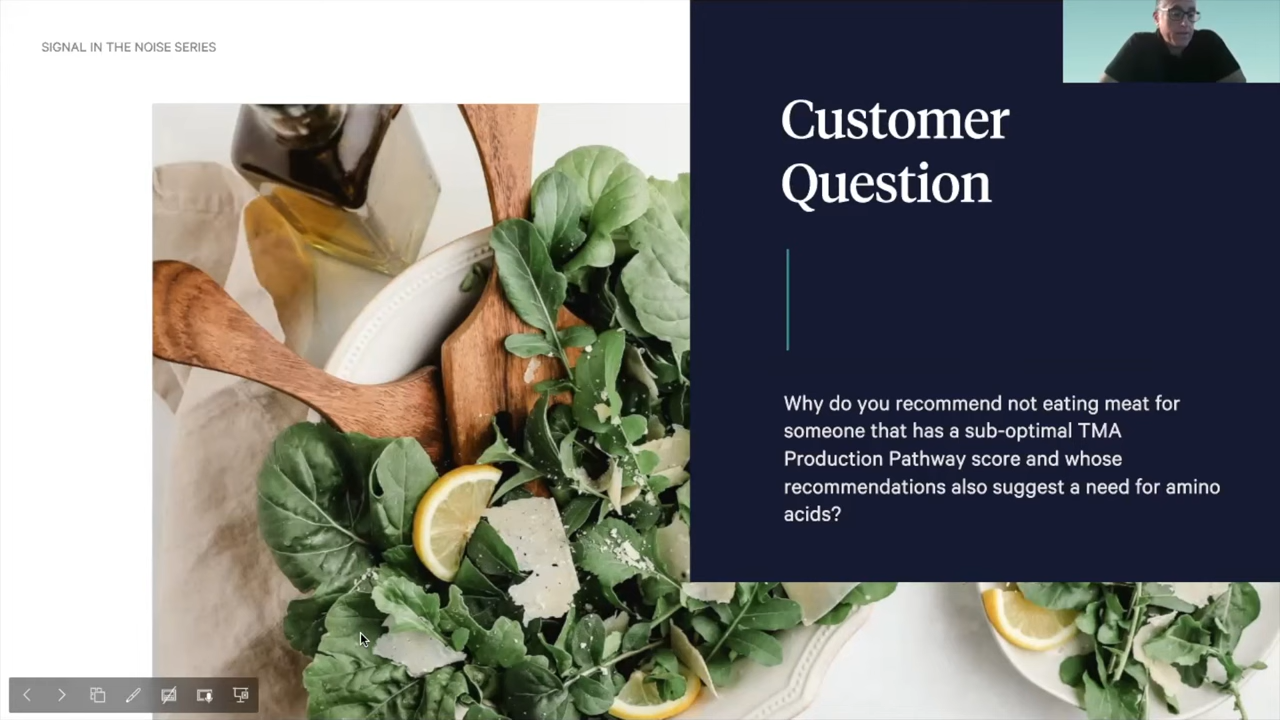 SIGNAL IN THE NOISE SERIES
Customer
Question
Why do you recommend not eating meat for
someone that has a sub-optimal TMA
Production Pathway score and whose
recommendations also suggest a need for amino
acids?